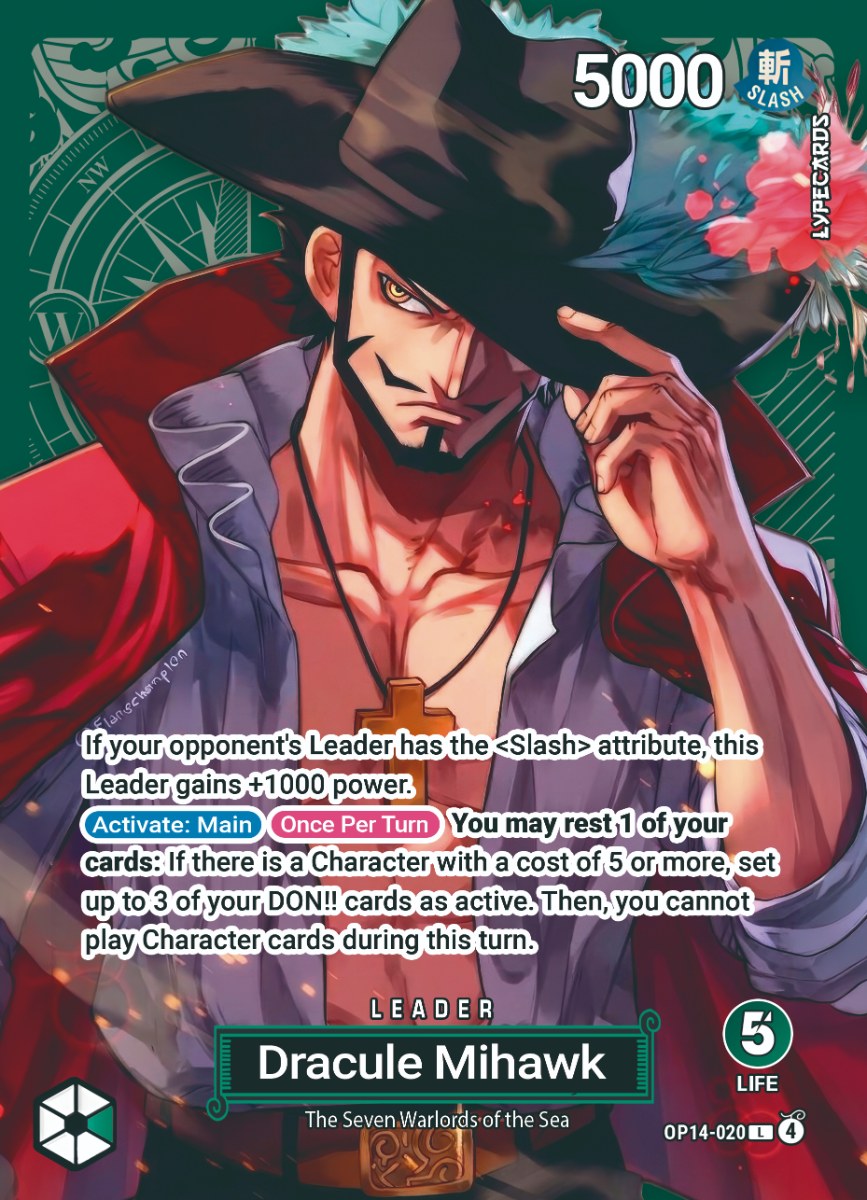 5000
斬
SLASH
LYPECARDS
NW
W
Flanschampion
If your opponent's Leader has the <Slash> attribute, this
Leader gains +1000 power.
Activate: Main Once Per Turn You may rest 1 of your
cards: If there is a Character with a cost of 5 or more, set
up to 3 of your DON!! cards as active. Then, you cannot
play Character cards during this turn.
LEADER
5
Dracule Mihawk
LIFE
The Seven Warlords of the Sea
OP14-020 L 4